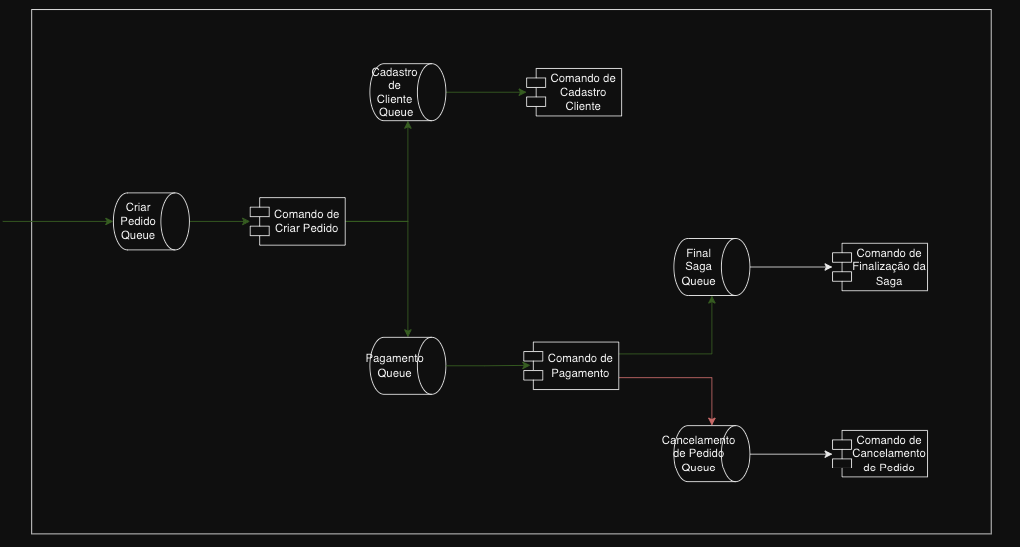 Cadastro
de
Cliente
Queue
Comando de
Cadastro
Cliente
Criar
Pedido
Queue
Comando de
Criar Pedido
Final
Saga
Queue
Comando de
Finalização da
Saga
Pagamento
Queue
Comando de
Pagamento
Cancelamento
de Pedido
Queue
Comando de
Cancelamento
de Pedido